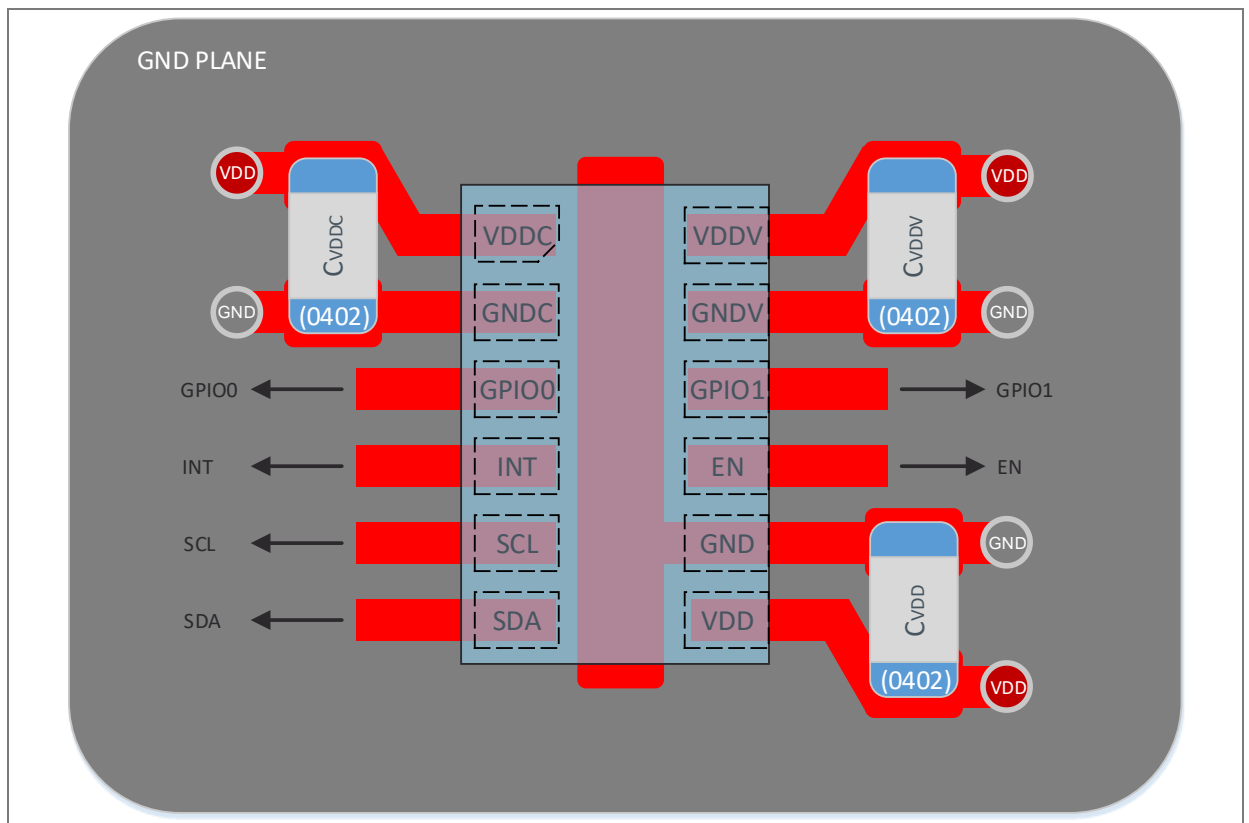 GND PLANE
VDD
VDD
CVDDC
VDDC
VDDV
CVDDV
GND
(0402)
GNDC
GNDV
(0402)
GND
GPIO0
GPIO0
GPIO1
GPIO1
INT
INT
EN
EN
SCL
SCL
GND
GND
SDA
SDA
VDD
CVDD
(0402)
VDD